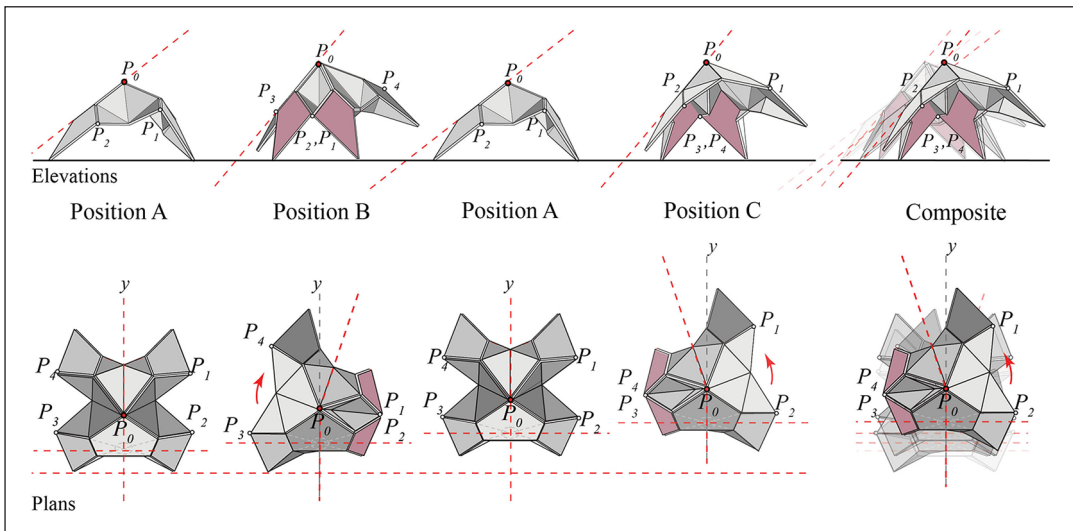 P0
P2
P1
P0
P3
P4
P2, P1
P0
P2
P1
P0
P2
P1
P3, P4
P0
P2
P1
P3, P4
Elevations
Position A
Position B
Position A
Position C
Composite
y
P4
P1
P3
P2
P0
y
P4
P1
P3
P2
P0
y
P4
P1
P3
P2
P0
y
P1
P4
P3
P2
P0
y
P1
P4
P3
P2
P0
Plans